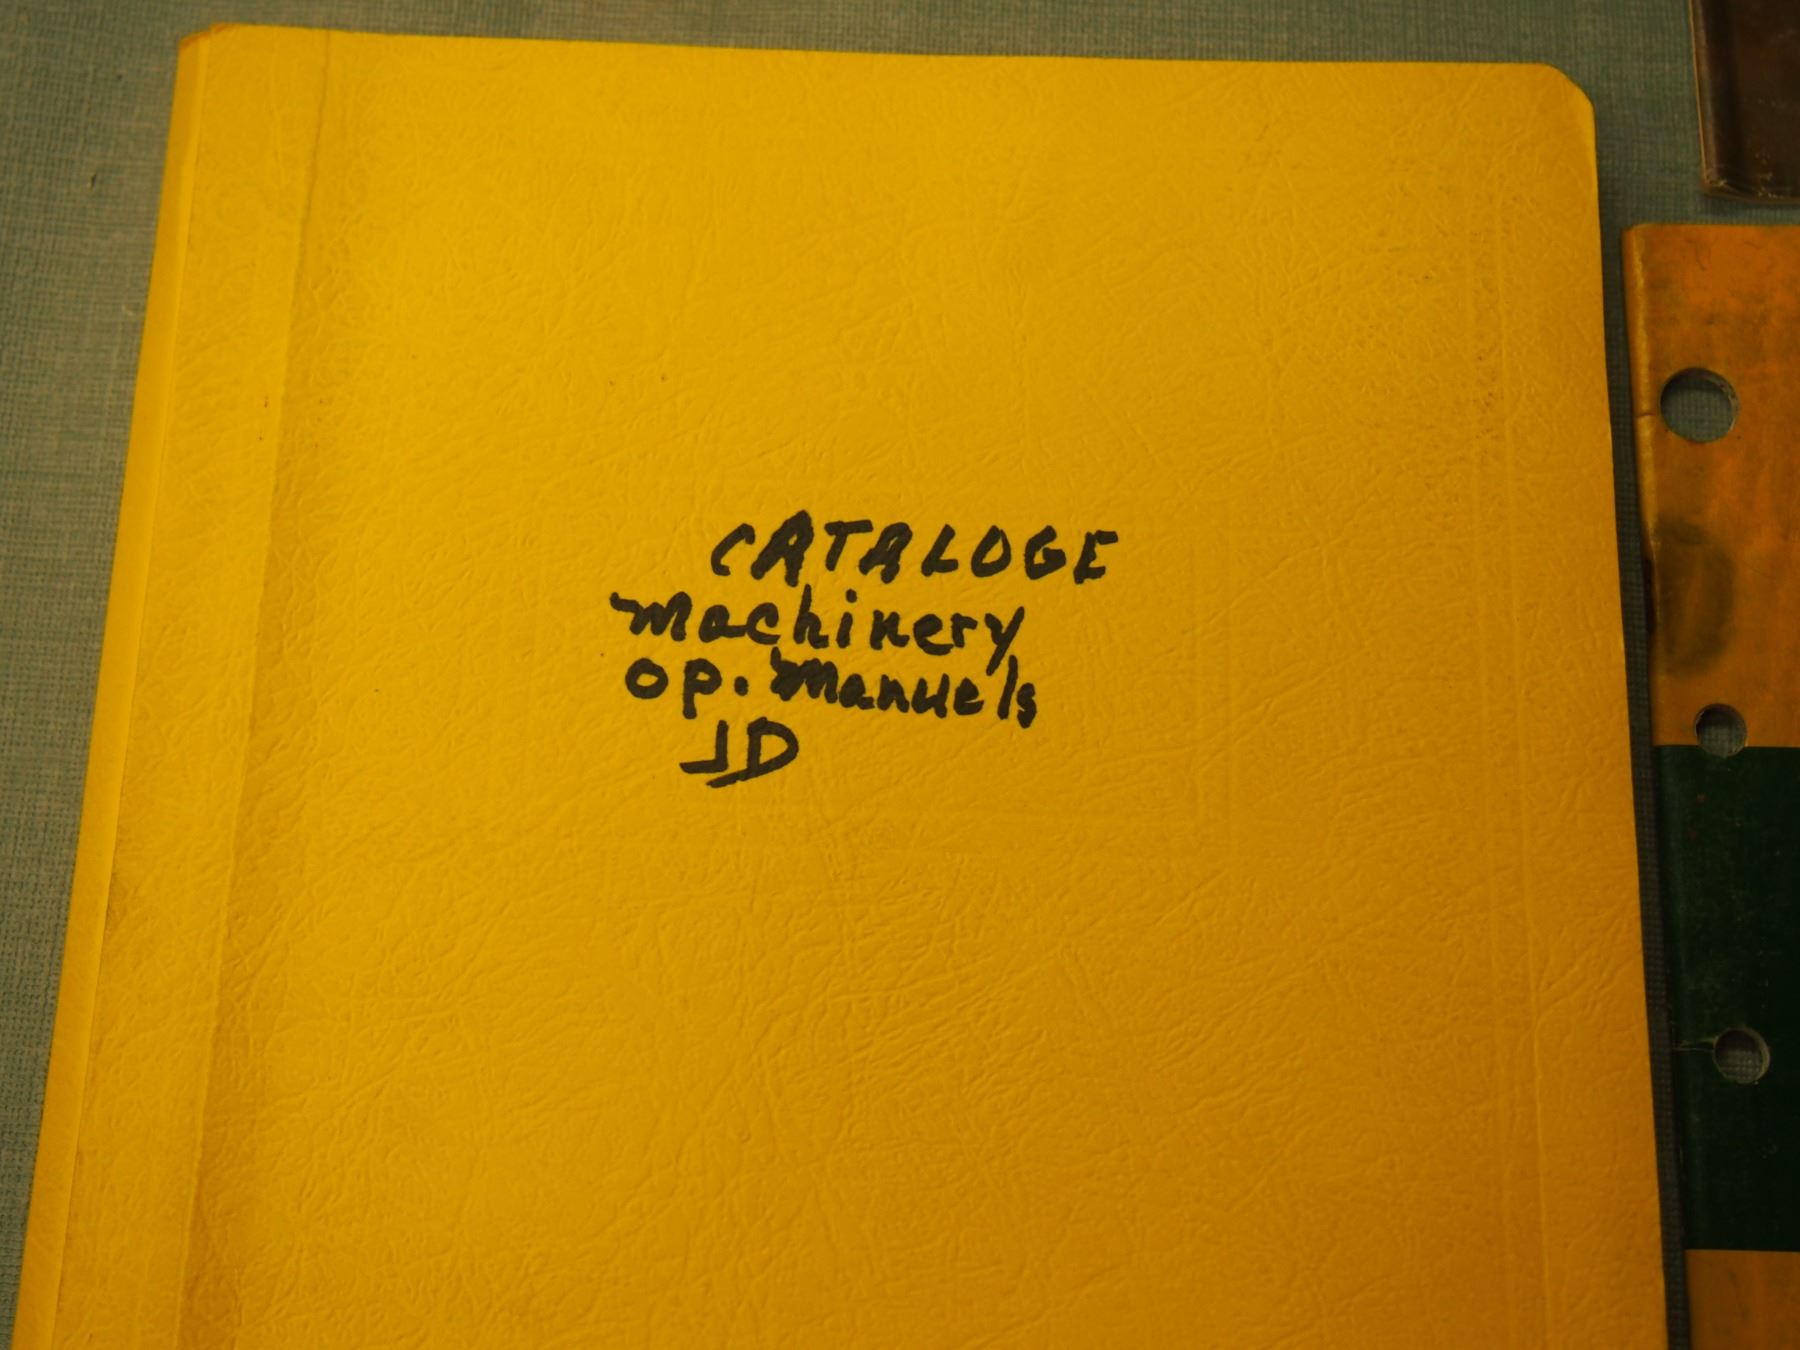 CATALOGE
machinery
op. manuels
JD